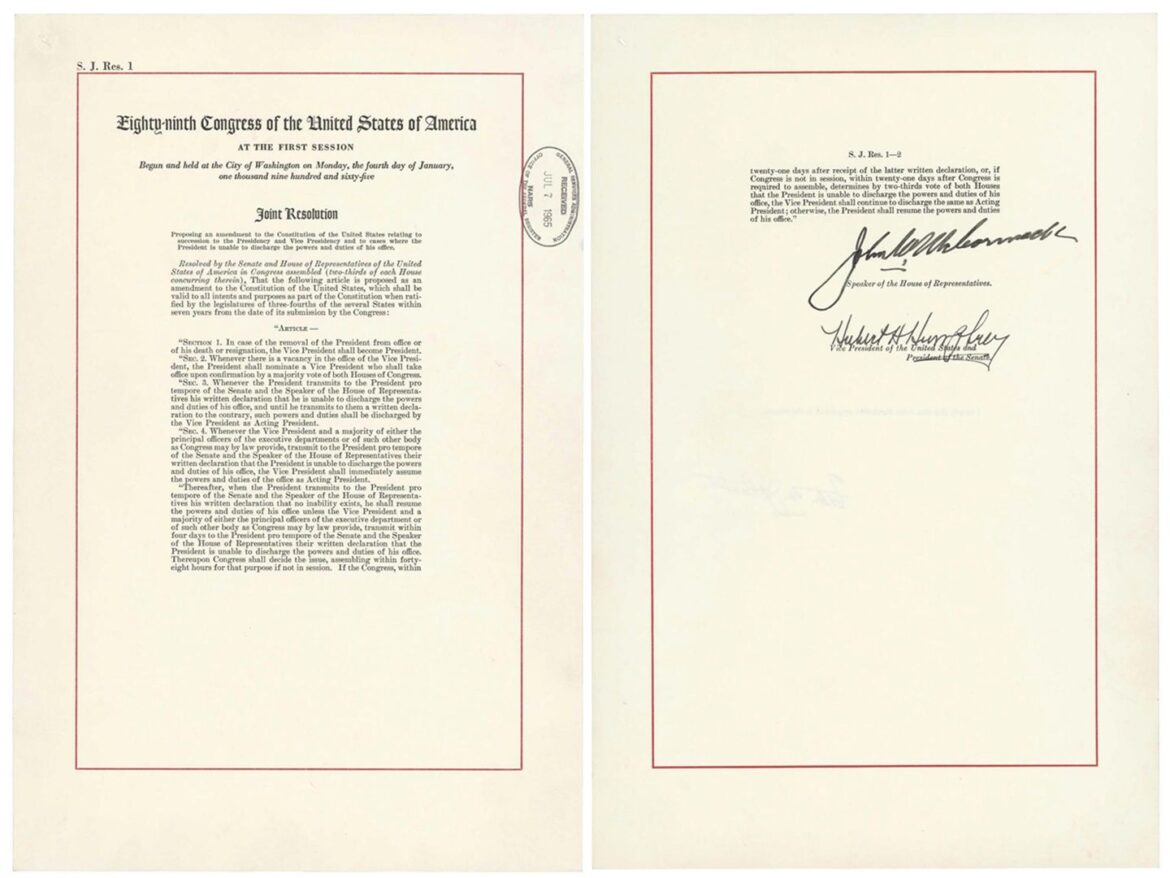 S. J. Res. 1
Eighty-ninth Congress of the United States of America
AT THE FIRST SESSION
Begun and held at the City of Washington on Monday, the fourth day of January,
one thousand nine hundred and sixty-five
Joint Resolution
Proposing an amendment to the Constitution of the United States relating to
succession to the Presidency and Vice Presidency and to cases where the
President is unable to discharge the powers and duties of his office.
Resolved by the Senate and House of Representatives of the United
States of America in Congress assembled (two-thirds of each House
concurring therein), That the following article is proposed as an
amendment to the Constitution of the United States, which shall be
valid to all intents and purposes as part of the Constitution when rati-
fied by the legislatures of three-fourths of the several States within
seven years from the date of its submission by the Congress:
"ARTICLE —
"SECTION 1. In case of the removal of the President from office or
of his death or resignation, the Vice President shall become President.
"SEC. 2. Whenever there is a vacancy in the office of the Vice Presi-
dent, the President shall nominate a Vice President who shall take
office upon confirmation by a majority vote of both Houses of Congress.
"SEC. 3. Whenever the President transmits to the President pro
tempore of the Senate and the Speaker of the House of Representa-
tives his written declaration that he is unable to discharge the powers
and duties of his office, and until he transmits to them a written decla-
ration to the contrary, such powers and duties shall be discharged by
the Vice President as Acting President.
"SEC. 4. Whenever the Vice President and a majority of either the
principal officers of the executive departments or of such other body
as Congress may by law provide, transmit to the President pro tempore
of the Senate and the Speaker of the House of Representatives their
written declaration that the President is unable to discharge the powers
and duties of his office, the Vice President shall immediately assume
the powers and duties of the office as Acting President.
"Thereafter, when the President transmits to the President pro
tempore of the Senate and the Speaker of the House of Representa-
tives his written declaration that no inability exists, he shall resume
the powers and duties of his office unless the Vice President and a
majority of either the principal officers of the executive department or
of such other body as Congress may by law provide, transmit within
four days to the President pro tempore of the Senate and the Speaker
of the House of Representatives their written declaration that the
President is unable to discharge the powers and duties of his office.
Thereupon Congress shall decide the issue, assembling within forty-
eight hours for that purpose if not in session. If the Congress, within
GENERAL SERVICES ADMINISTRATION
RECEIVED
JUL 7 1965
NARS
OFFICE OF THE FEDERAL REGISTER
S. J. Res. 1—2
twenty-one days after receipt of the latter written declaration, or, if
Congress is not in session, within twenty-one days after Congress is
required to assemble, determines by two-thirds vote of both Houses
that the President is unable to discharge the powers and duties of
his office, the Vice President shall continue to discharge the same as Acting
President; otherwise, the President shall resume the powers and duties
of his office."
John W. McCormack
Speaker of the House of Representatives.
Hubert H. Humphrey
Vice President of the United States and
President of the Senate.